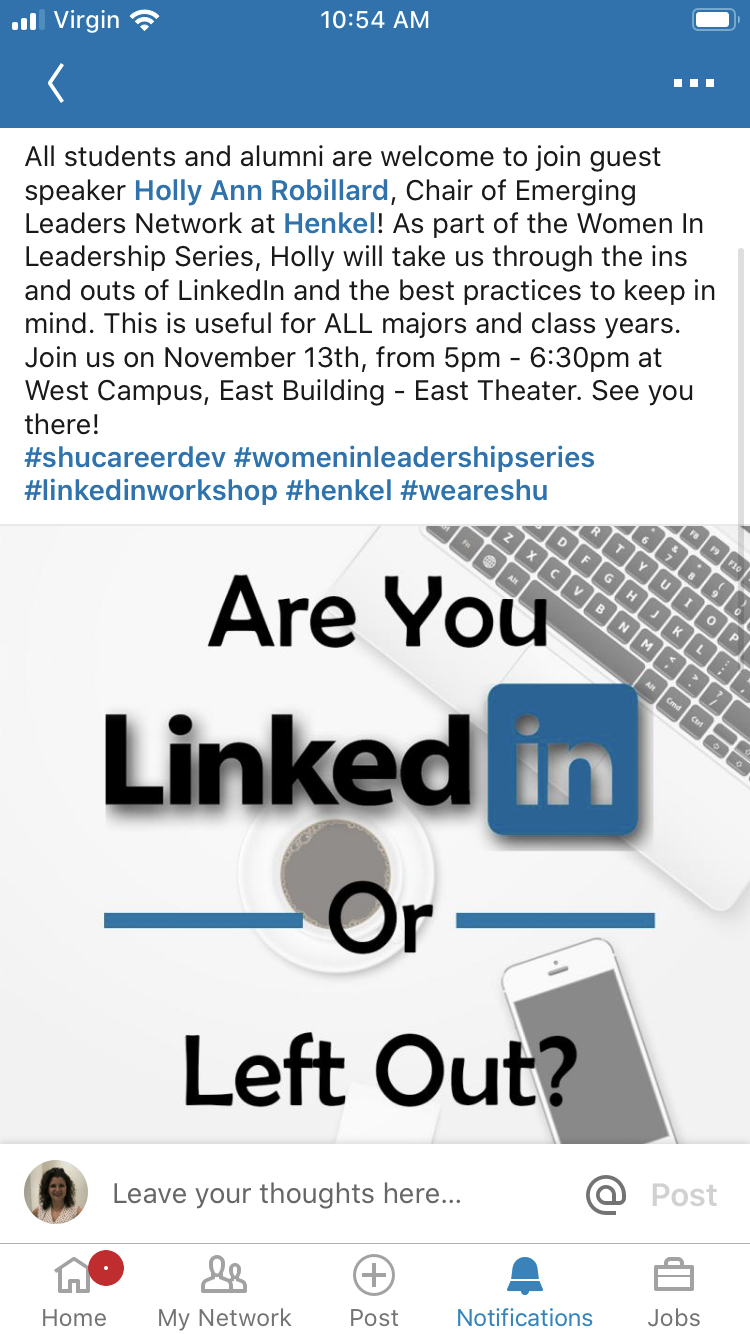 Virgin 10:54 AM
All students and alumni are welcome to join guest
speaker Holly Ann Robillard, Chair of Emerging
Leaders Network at Henkel! As part of the Women In
Leadership Series, Holly will take us through the ins
and outs of LinkedIn and the best practices to keep in
mind. This is useful for ALL majors and class years.
Join us on November 13th, from 5pm - 6:30pm at
West Campus, East Building - East Theater. See you
there!
#shucareerdev #womeninleadershipseries
#linkedinworkshop #henkel #weareshu
Are You
Linked in
Or
Left Out?
Leave your thoughts here... @ Post
Home My Network Post Notifications Jobs